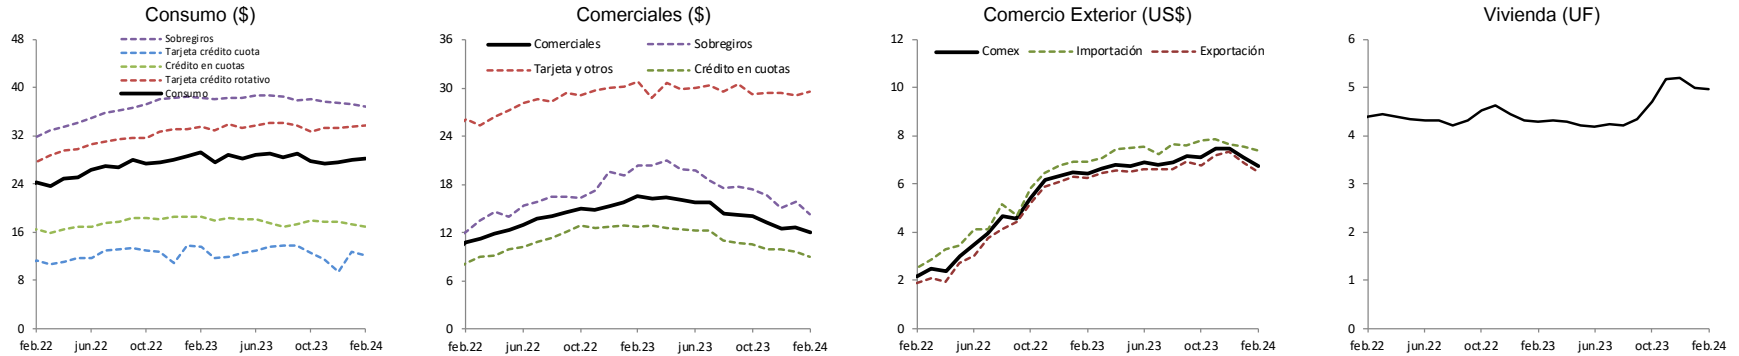 Consumo ($)
48
40
32
24
16
8
0
Sobregiros
Tarjeta crédito cuota
Crédito en cuotas
Tarjeta crédito rotativo
Consumo
feb.22 jun.22 oct.22 feb.23 jun.23 oct.23 feb.24
Comerciales ($)
36
30
24
18
12
6
0
Comerciales Sobregiros
Tarjeta y otros Crédito en cuotas
feb.22 jun.22 oct.22 feb.23 jun.23 oct.23 feb.24
Comercio Exterior (US$)
12
10
8
6
4
2
0
Comex Importación Exportación
feb.22 jun.22 oct.22 feb.23 jun.23 oct.23 feb.24
Vivienda (UF)
6
5
4
3
2
1
0
feb.22 jun.22 oct.22 feb.23 jun.23 oct.23 feb.24